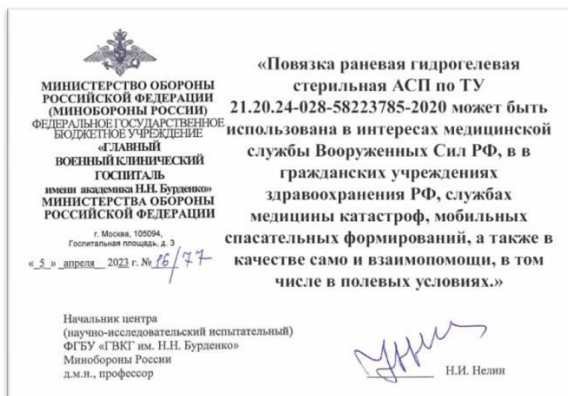 МИНИСТЕРСТВО ОБОРОНЫ
РОССИЙСКОЙ ФЕДЕРАЦИИ
(МИНОБОРОНЫ РОССИИ)
ФЕДЕРАЛЬНОЕ ГОСУДАРСТВЕННОЕ
БЮДЖЕТНОЕ УЧРЕЖДЕНИЕ
«ГЛАВНЫЙ
ВОЕННЫЙ КЛИНИЧЕСКИЙ
ГОСПИТАЛЬ
имени академика Н.Н. Бурденко»
МИНИСТЕРСТВА ОБОРОНЫ
РОССИЙСКОЙ ФЕДЕРАЦИИ
г. Москва, 105094,
Госпитальная площадь, д. 3
« 5 » апреля 2023 г. № 16/77
«Повязка раневая гидрогелевая
стерильная АСП по ТУ
21.20.24-028-58223785-2020 может быть
использована в интересах медицинской
службы Вооруженных Сил РФ, в в
гражданских учреждениях
здравоохранения РФ, службах
медицины катастроф, мобильных
спасательных формирований, а также в
качестве само и взаимопомощи, в том
числе в полевых условиях.»
Начальник центра
(научно-исследовательский испытательный)
ФГБУ «ГВКГ им. Н.Н. Бурденко»
Минобороны России
д.м.н., профессор
Н.И. Нелин